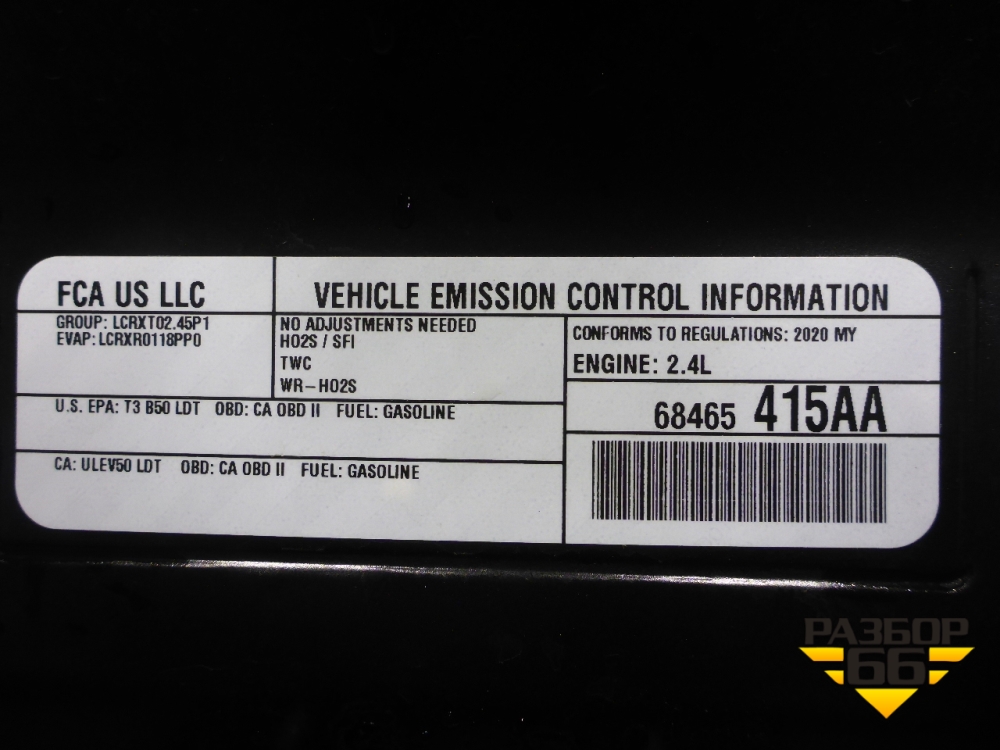 FCA US LLC
VEHICLE EMISSION CONTROL INFORMATION
GROUP: LCRXT02.45P1
EVAP: LCRXR0118PP0
NO ADJUSTMENTS NEEDED
HO2S / SFI
TWC
WR-HO2S
CONFORMS TO REGULATIONS: 2020 MY
ENGINE: 2.4L
U.S. EPA: T3 B50 LDT OBD: CA OBD II FUEL: GASOLINE
68465 415AA
CA: ULEV50 LDT OBD: CA OBD II FUEL: GASOLINE
РАЗБОР
66